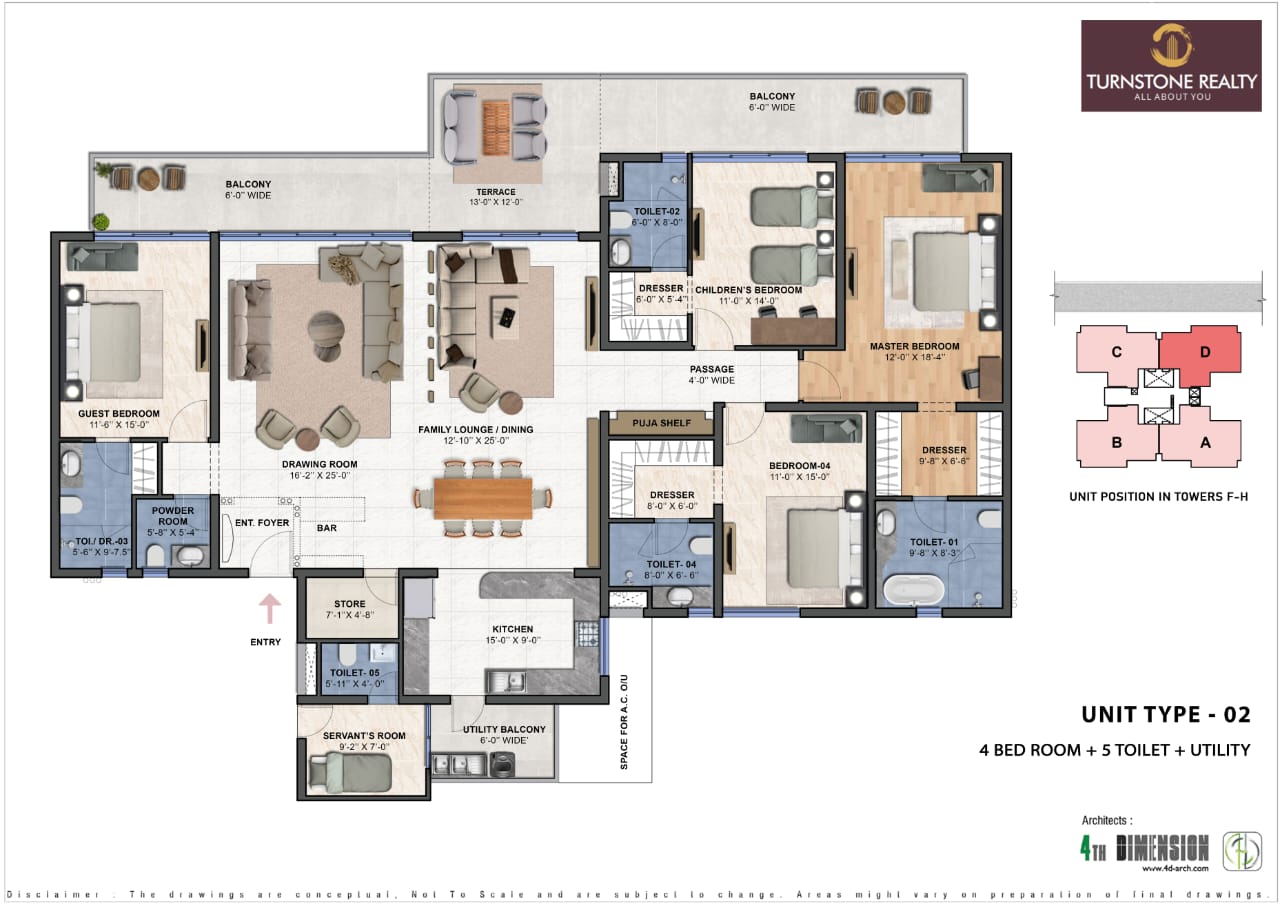 TURNSTONE REALTY
ALL ABOUT YOU
BALCONY
6'-0" WIDE
BALCONY
6'-0" WIDE
TERRACE
13'-0" X 12'-0"
TOILET-02
6'-0" X 8'-0"
DRESSER
6'-0" X 5'-4"
CHILDREN'S BEDROOM
11'-0" X 14'-0"
MASTER BEDROOM
12'-0" X 18'-4"
PASSAGE
4'-0" WIDE
GUEST BEDROOM
11'-6" X 15'-0"
FAMILY LOUNGE / DINING
12'-10" X 25'-0"
PUJA SHELF
DRAWING ROOM
16'-2" X 25'-0"
BEDROOM-04
11'-0" X 15'-0"
DRESSER
9'-8" X 6'-6"
DRESSER
8'-0" X 6'-0"
POWDER
ROOM
5'-8" X 5'-4"
ENT. FOYER
BAR
TOI./ DR.-03
5'-6" X 9'-7.5"
TOILET- 01
9'-8" X 8'-3"
TOILET- 04
8'-0" X 6'- 6"
STORE
7'-1"X 4'-8"
KITCHEN
15'-0" X 9'-0"
ENTRY
TOILET- 05
5'-11" X 4'- 0"
SPACE FOR A.C. O/U
SERVANT'S ROOM
9'-2" X 7'-0"
UTILITY BALCONY
6'-0" WIDE'
C
D
B
A
UNIT POSITION IN TOWERS F-H
UNIT TYPE - 02
4 BED ROOM + 5 TOILET + UTILITY
Architects :
4TH DIMENSION
www.4d-arch.com
Disclaimer : The drawings are conceptual, Not To Scale and are subject to change. Areas might vary on preparation of final drawings.